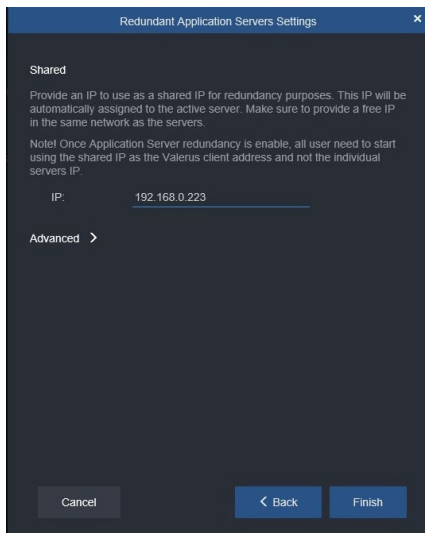 Redundant Application Servers Settings
×
Shared
Provide an IP to use as a shared IP for redundancy purposes. This IP will be
automatically assigned to the active server. Make sure to provide a free IP
in the same network as the servers.
Note! Once Application Server redundancy is enable, all user need to start
using the shared IP as the Valerus client address and not the individual
servers IP.
IP: 192.168.0.223
Advanced >
Cancel < Back Finish